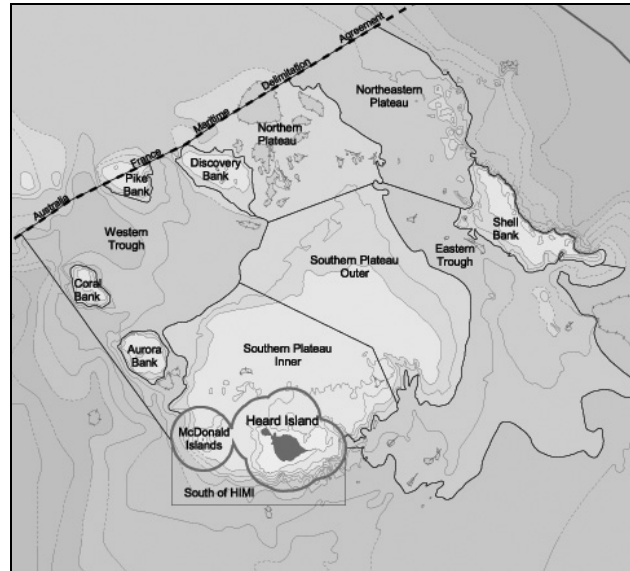 Australia France Maritime Delimitation Agreement
Northeastern
Plateau
Northern
Plateau
Discovery
Bank
Pike
Bank
Western
Trough
Shell
Bank
Eastern
Trough
Southern Plateau
Outer
Coral
Bank
Aurora
Bank
Southern Plateau
Inner
Heard Island
McDonald
Islands
South of HIMI